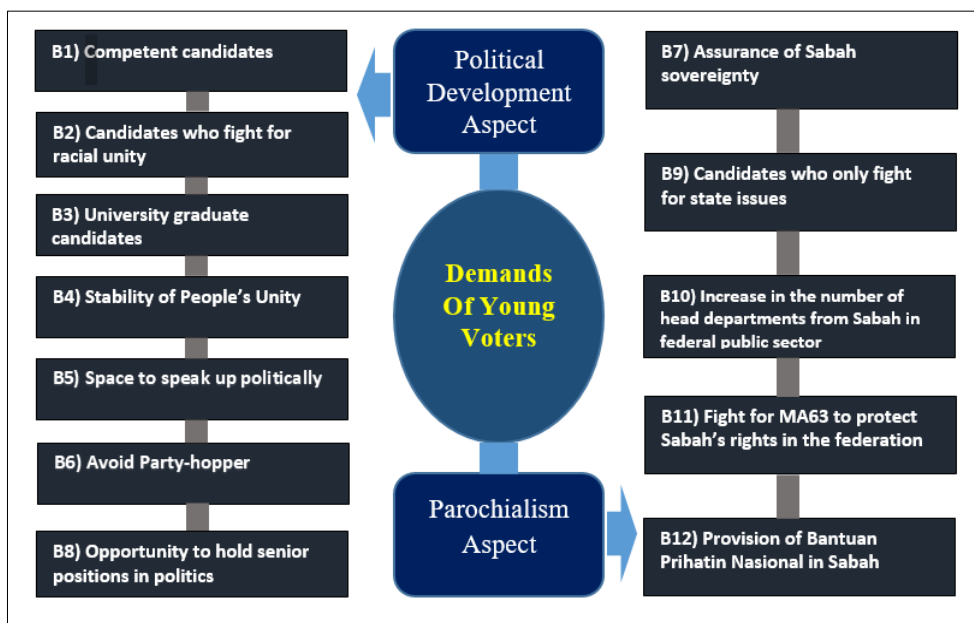 B1) Competent candidates
B2) Candidates who fight for
racial unity
B3) University graduate
candidates
B4) Stability of People's Unity
B5) Space to speak up politically
B6) Avoid Party-hopper
B8) Opportunity to hold senior
positions in politics
Political
Development
Aspect
Demands
Of Young
Voters
Parochialism
Aspect
B7) Assurance of Sabah
sovereignty
B9) Candidates who only fight
for state issues
B10) Increase in the number of
head departments from Sabah in
federal public sector
B11) Fight for MA63 to protect
Sabah's rights in the federation
B12) Provision of Bantuan
Prihatin Nasional in Sabah